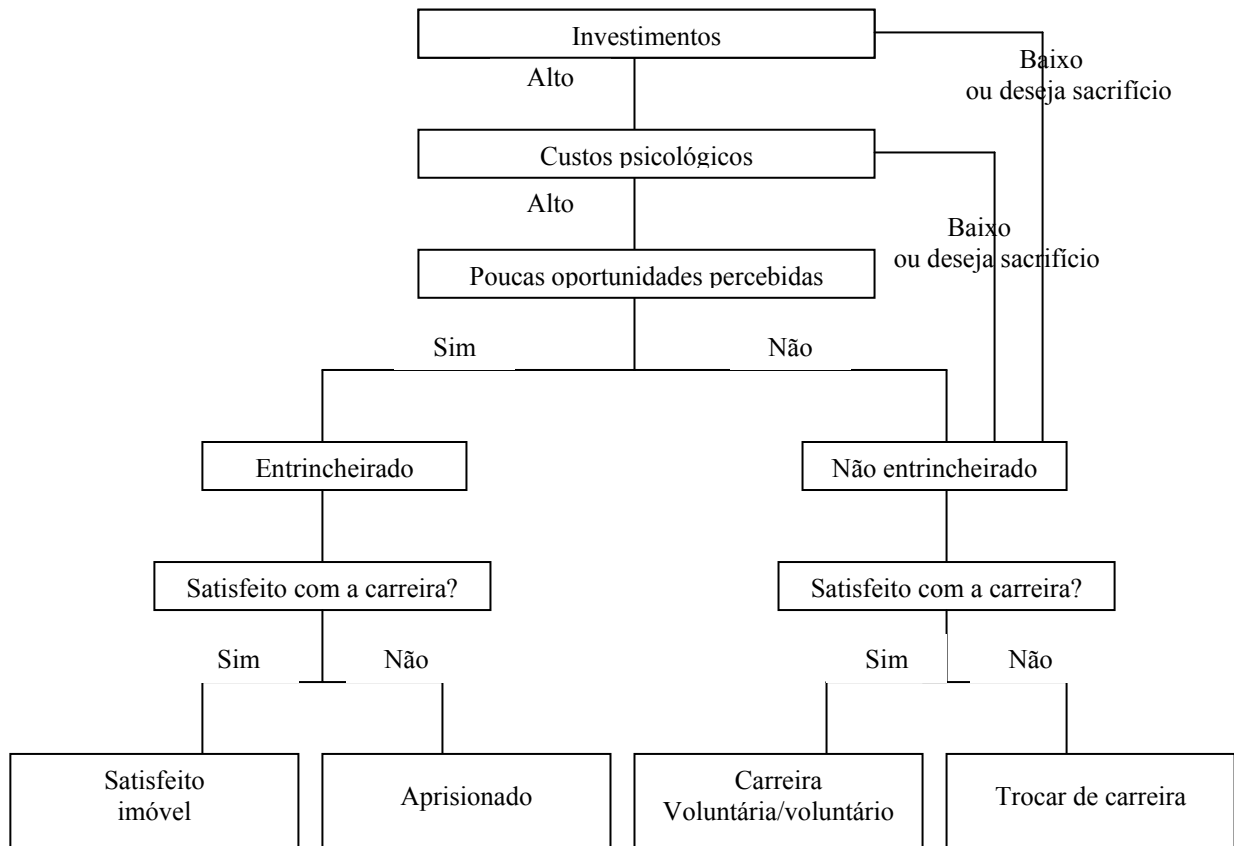 Investimentos
Alto
Baixo
ou deseja sacrifício
Custos psicológicos
Alto
Baixo
ou deseja sacrifício
Poucas oportunidades percebidas
Sim
Não
Entrincheirado
Não entrincheirado
Satisfeito com a carreira?
Satisfeito com a carreira?
Sim
Não
Sim
Não
Satisfeito
imóvel
Aprisionado
Carreira
Voluntária/voluntário
Trocar de carreira